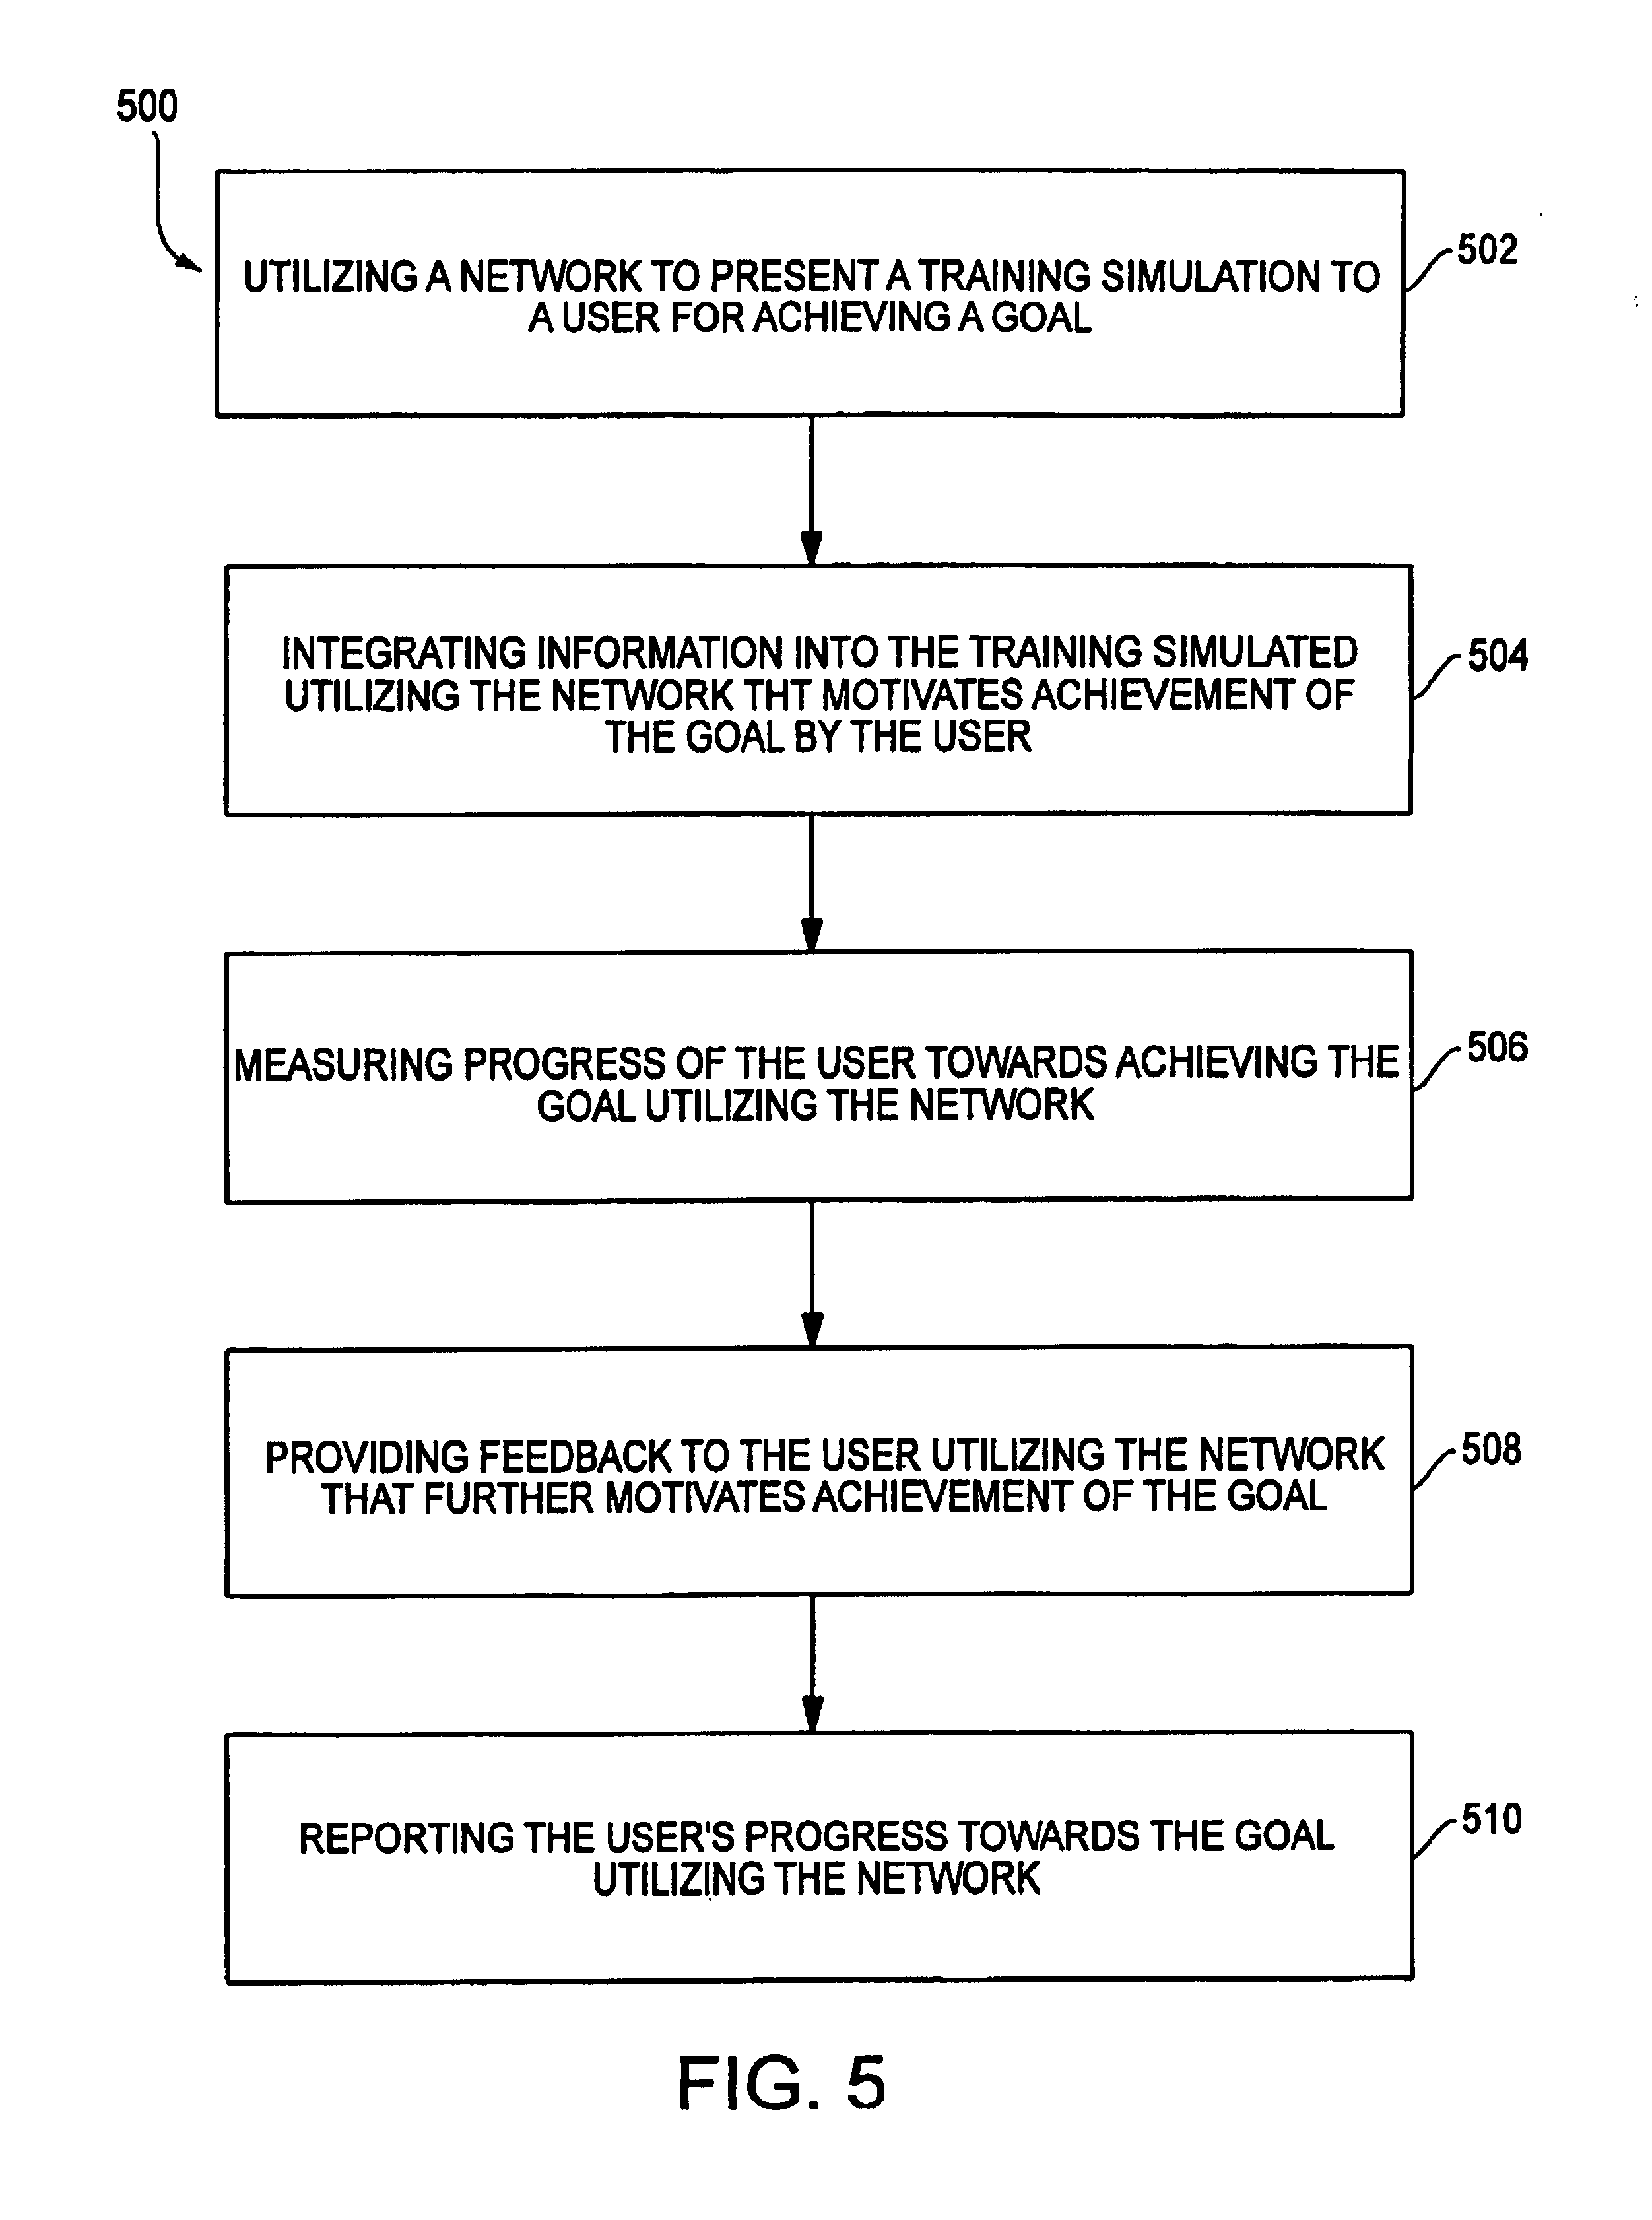 500
UTILIZING A NETWORK TO PRESENT A TRAINING SIMULATION TO
A USER FOR ACHIEVING A GOAL
502
INTEGRATING INFORMATION INTO THE TRAINING SIMULATED
UTILIZING THE NETWORK THT MOTIVATES ACHIEVEMENT OF
THE GOAL BY THE USER
504
MEASURING PROGRESS OF THE USER TOWARDS ACHIEVING THE
GOAL UTILIZING THE NETWORK
506
PROVIDING FEEDBACK TO THE USER UTILIZING THE NETWORK
THAT FURTHER MOTIVATES ACHIEVEMENT OF THE GOAL
508
REPORTING THE USER'S PROGRESS TOWARDS THE GOAL
UTILIZING THE NETWORK
510
FIG. 5